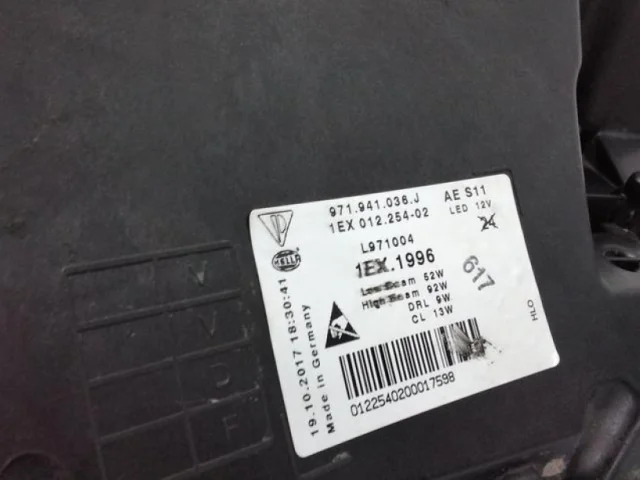 971.941.036.J AE S11
1EX 012.254-02 LED 12V
24
HELLA
L971004
1EX.1996
617
Low Beam 52W
High Beam 92W
DRL 9W
CL 13W
19.10.2017 18:30:41
Made in Germany
HLO
0122540200017598
V
V
D
F